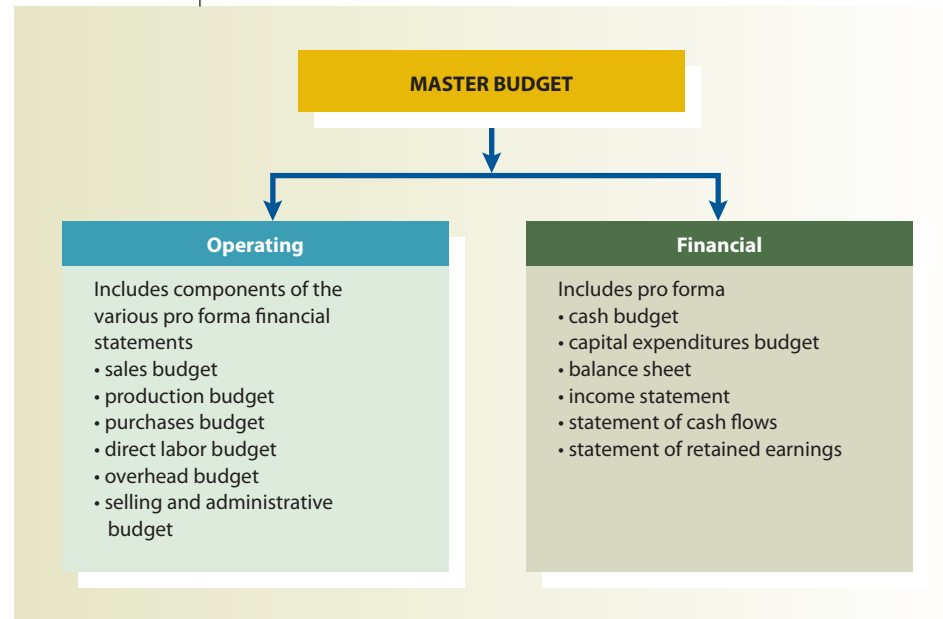 MASTER BUDGET
Operating
Includes components of the
various pro forma financial
statements
• sales budget
• production budget
• purchases budget
• direct labor budget
• overhead budget
• selling and administrative
budget
Financial
Includes pro forma
• cash budget
• capital expenditures budget
• balance sheet
• income statement
• statement of cash flows
• statement of retained earnings